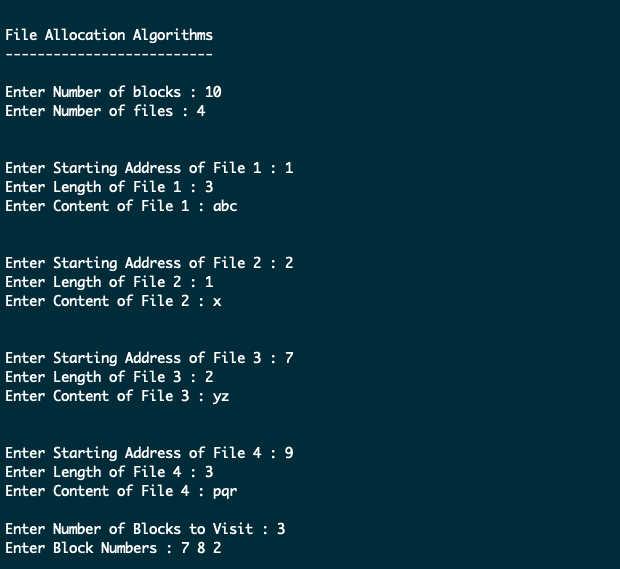 File Allocation Algorithms
--------------------------
Enter Number of blocks : 10
Enter Number of files : 4
Enter Starting Address of File 1 : 1
Enter Length of File 1 : 3
Enter Content of File 1 : abc
Enter Starting Address of File 2 : 2
Enter Length of File 2 : 1
Enter Content of File 2 : x
Enter Starting Address of File 3 : 7
Enter Length of File 3 : 2
Enter Content of File 3 : yz
Enter Starting Address of File 4 : 9
Enter Length of File 4 : 3
Enter Content of File 4 : pqr
Enter Number of Blocks to Visit : 3
Enter Block Numbers : 7 8 2